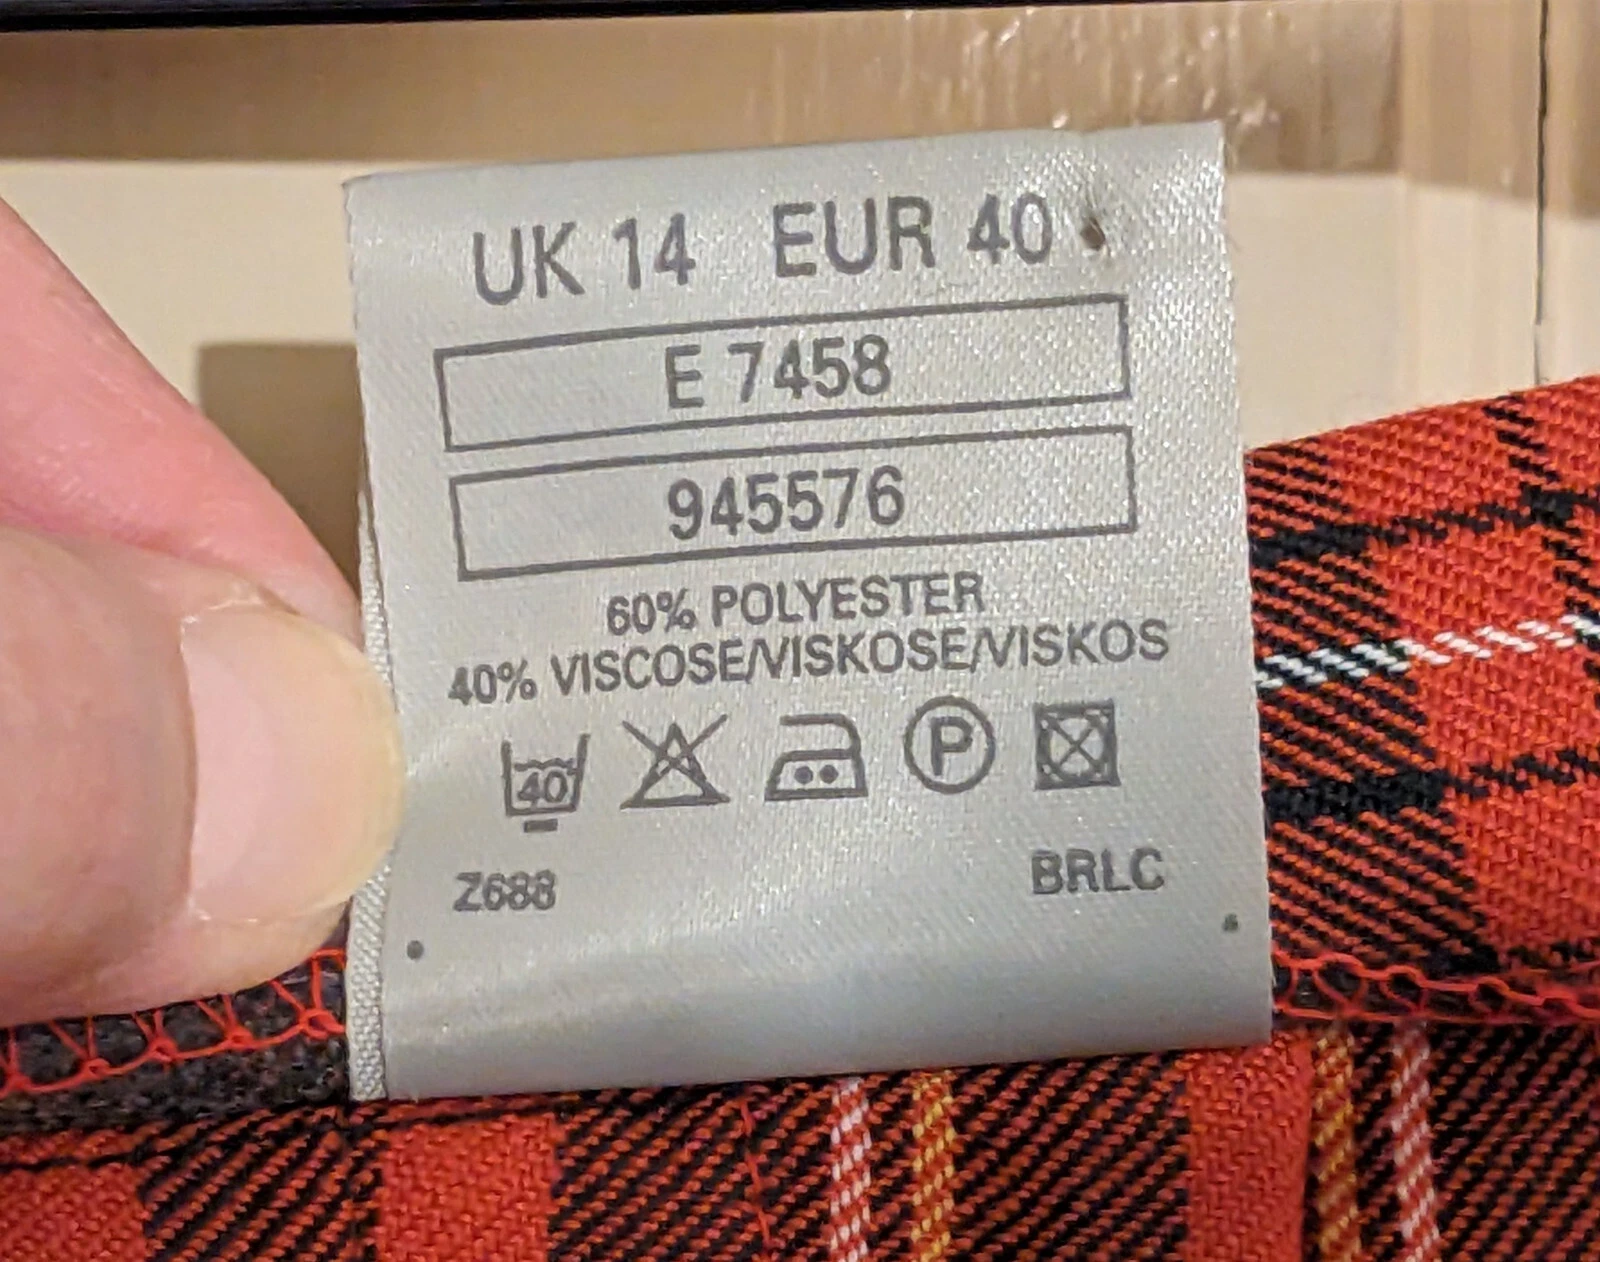 UK 14 EUR 40
E 7458
945576
60% POLYESTER
40% VISCOSE/VISKOSE/VISKOS
40 P
Z688 BRLC